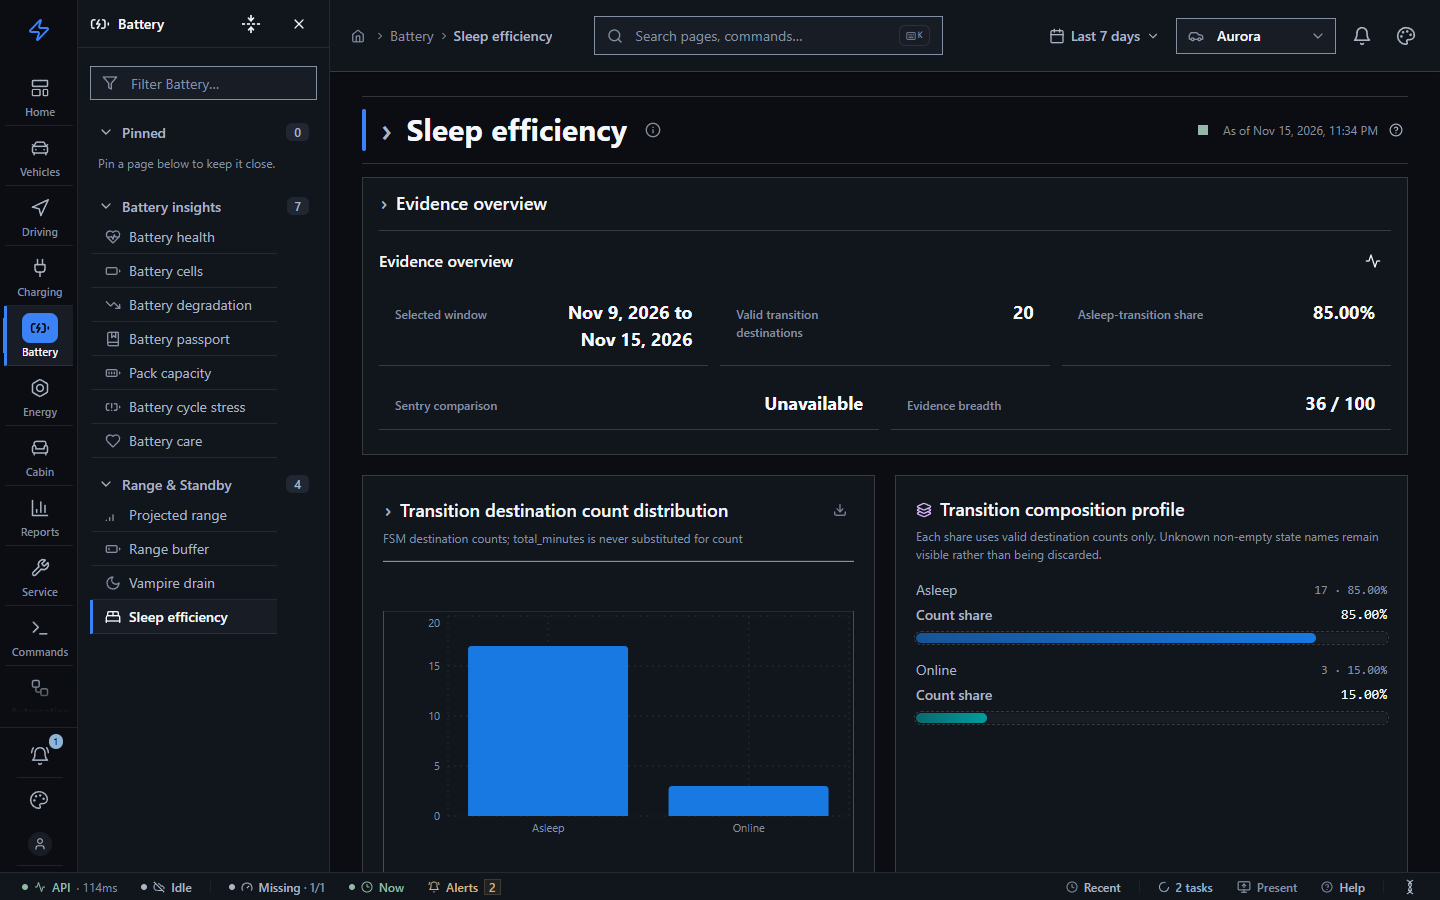 Battery
Battery
Sleep efficiency
Search pages, commands...
K
Last 7 days
Aurora
Home
Vehicles
Driving
Charging
Battery
Energy
Cabin
Reports
Service
Commands
1
Filter Battery...
Pinned
0
Pin a page below to keep it close.
Battery insights
7
Battery health
Battery cells
Battery degradation
Battery passport
Pack capacity
Battery cycle stress
Battery care
Range & Standby
4
Projected range
Range buffer
Vampire drain
Sleep efficiency
Sleep efficiency
As of Nov 15, 2026, 11:34 PM
Evidence overview
Evidence overview
Selected window
Nov 9, 2026 to
Nov 15, 2026
Valid transition
destinations
20
Asleep-transition share
85.00%
Sentry comparison
Unavailable
Evidence breadth
36 / 100
Transition destination count distribution
FSM destination counts; total_minutes is never substituted for count
20
15
10
5
0
Asleep
Online
Transition composition profile
Each share uses valid destination counts only. Unknown non-empty state names remain
visible rather than being discarded.
Asleep
17 · 85.00%
Count share
85.00%
Online
3 · 15.00%
Count share
15.00%
API · 114ms
Idle
Missing · 1/1
Now
Alerts 2
Recent
2 tasks
Present
Help